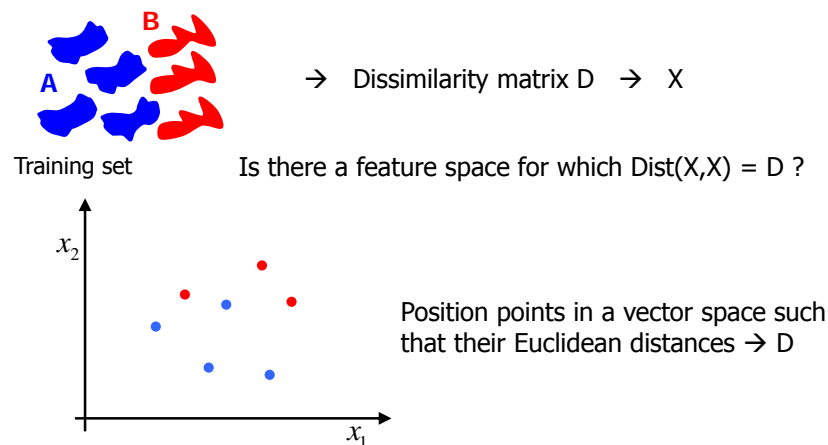 B
A
→ Dissimilarity matrix D → X
Training set
Is there a feature space for which Dist(X,X) = D ?
x₂
Position points in a vector space such
that their Euclidean distances → D
x₁